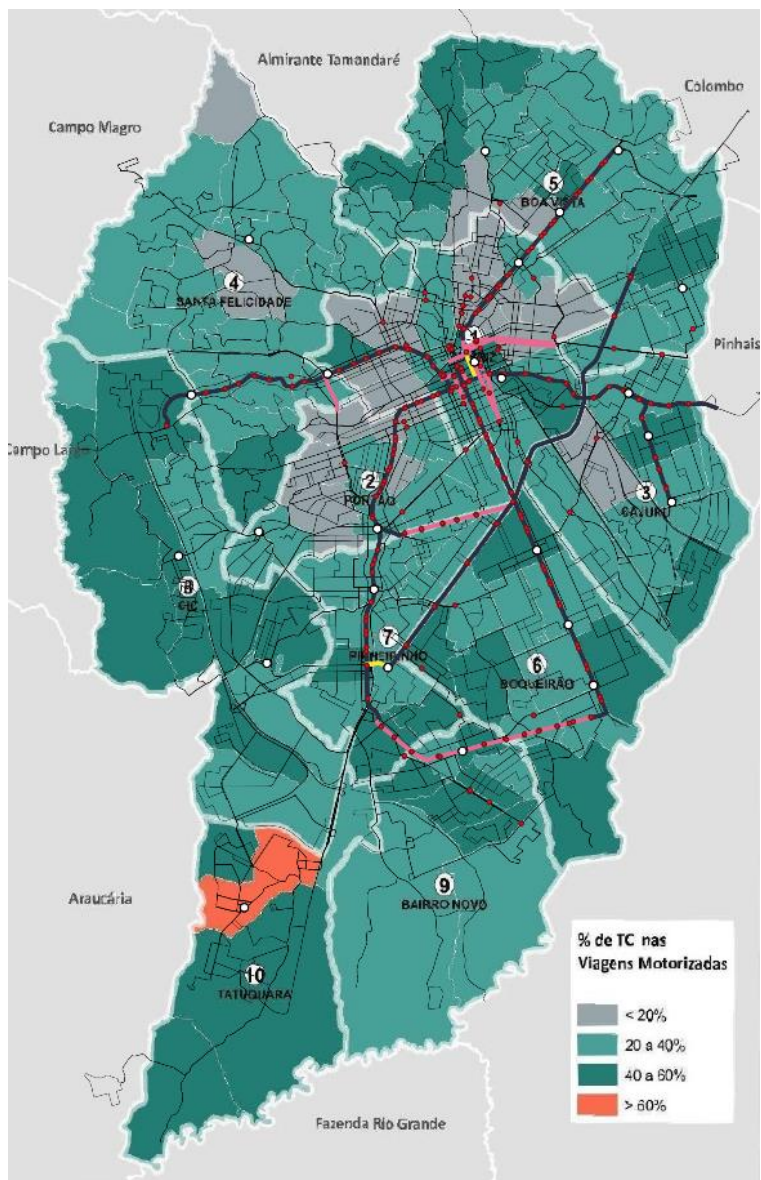 Almirante Tamandaré
Colombo
Campo Magro
5
BOA VISTA
4
SANTA FELICIDADE
1
Pinhais
Campo Largo
2
PORTÃO
3
CAJURU
8
CIC
7
PINHEIRINHO
6
BOQUEIRÃO
Araucária
9
BAIRRO NOVO
10
TATUQUARA
Fazenda Rio Grande
% de TC nas
Viagens Motorizadas
< 20%
20 a 40%
40 a 60%
> 60%